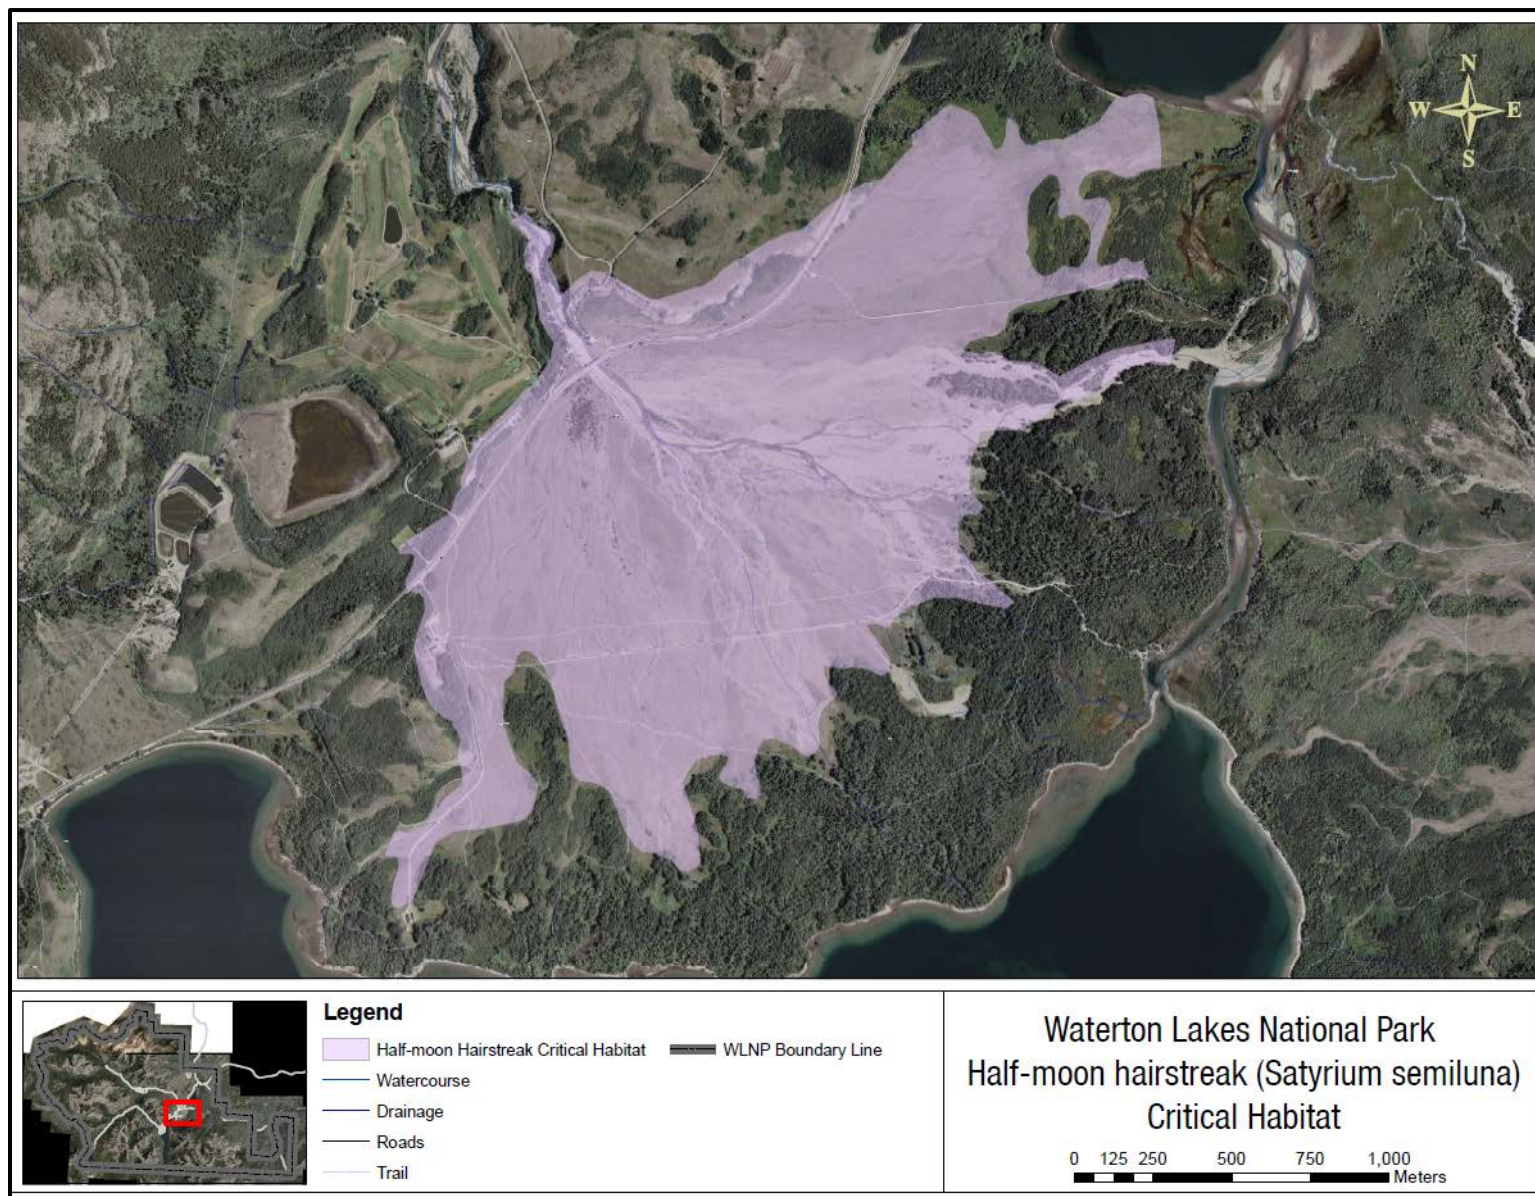 N
W E
S
Legend
Half-moon Hairstreak Critical Habitat
WLNP Boundary Line
Watercourse
Drainage
Roads
Trail
Waterton Lakes National Park
Half-moon hairstreak (Satyrium semiluna)
Critical Habitat
0 125 250 500 750 1,000
Meters